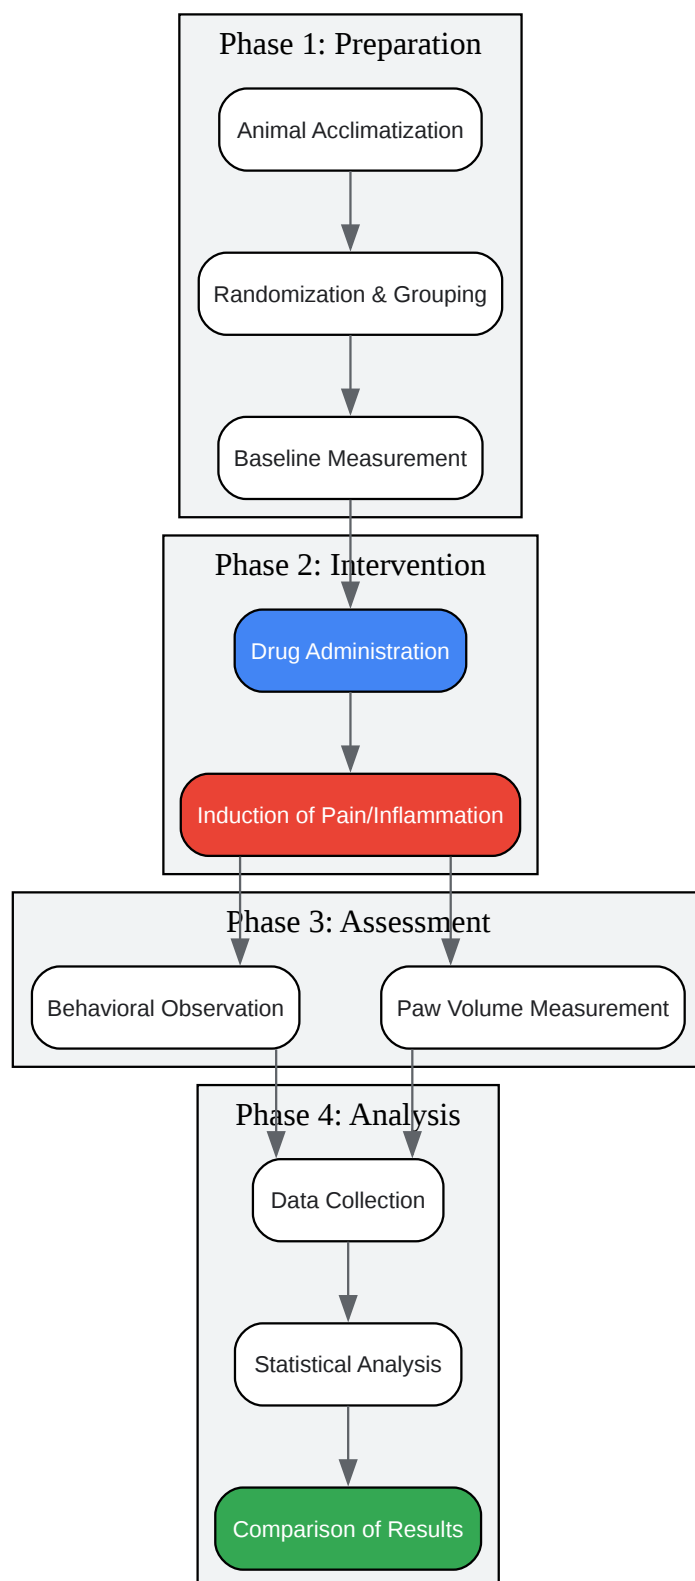 Phase 1: Preparation
Animal Acclimatization
Randomization & Grouping
Baseline Measurement
Phase 2: Intervention
Drug Administration
Induction of Pain/Inflammation
Phase 3: Assessment
Behavioral Observation
Paw Volume Measurement
Phase 4: Analysis
Data Collection
Statistical Analysis
Comparison of Results